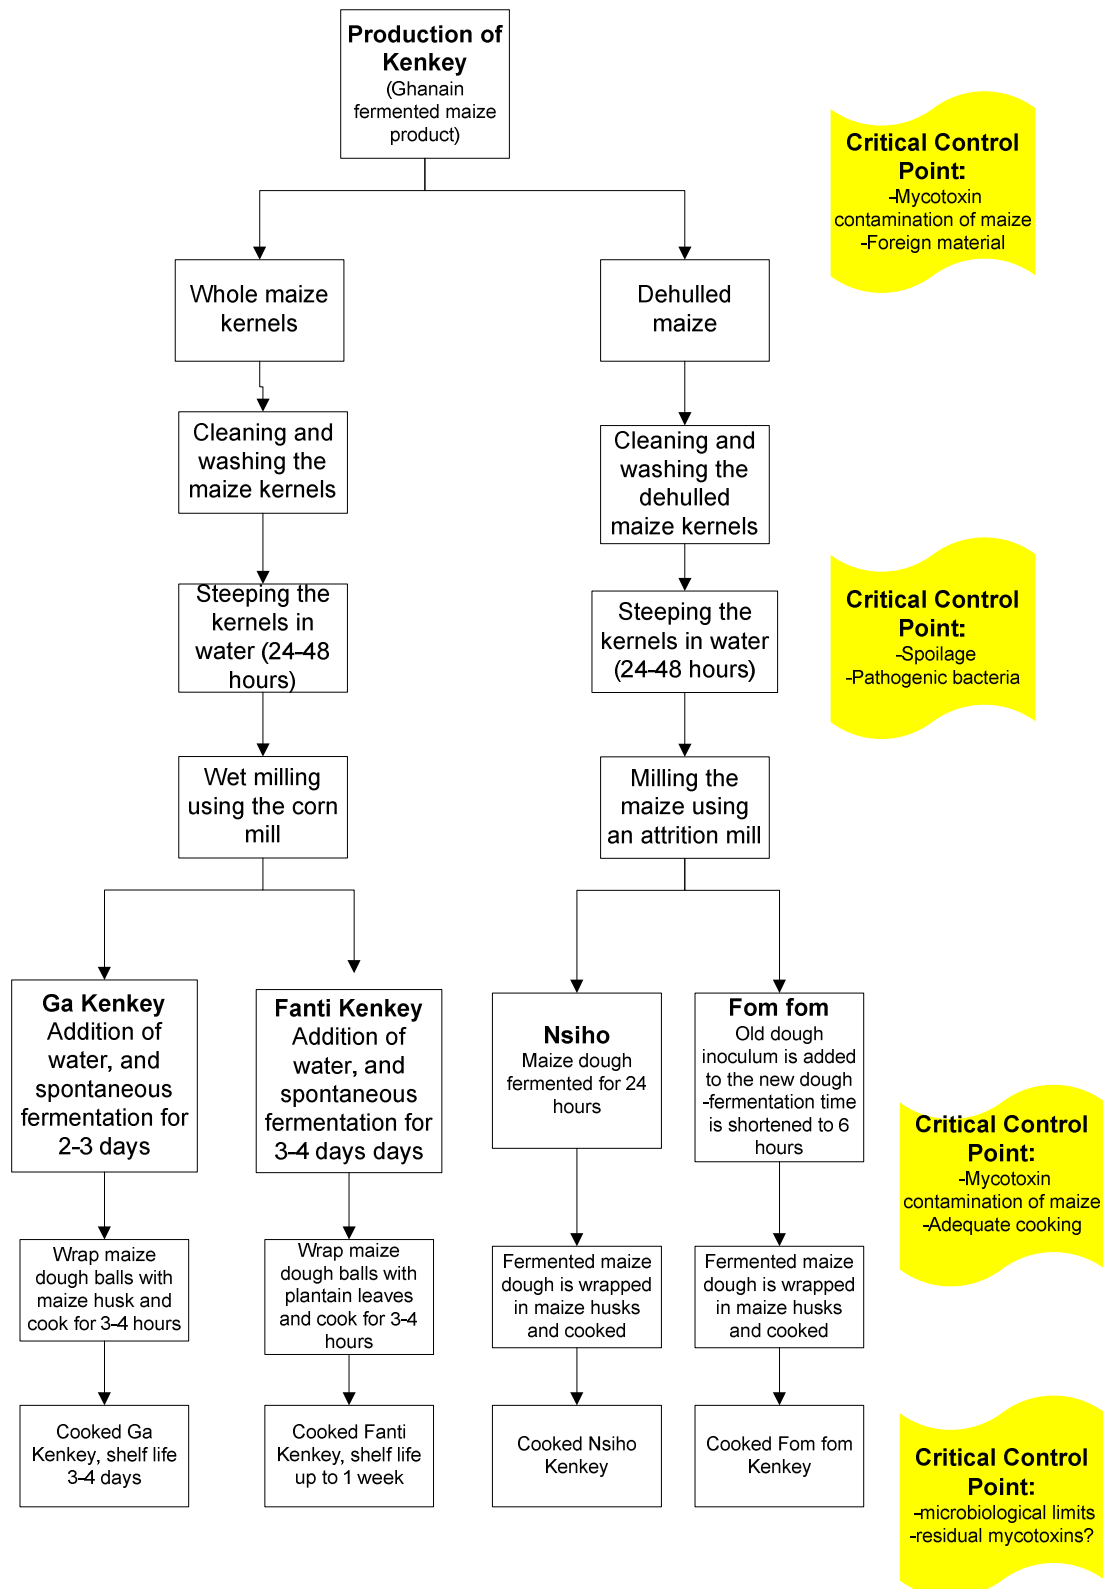 Production of
Kenkey
(Ghanain
fermented maize
product)
Critical Control
Point:
-Mycotoxin
contamination of maize
-Foreign material
Whole maize
kernels
Dehulled
maize
Cleaning and
washing the
maize kernels
Cleaning and
washing the
dehulled
maize kernels
Steeping the
kernels in
water (24-48
hours)
Steeping the
kernels in water
(24-48 hours)
Critical Control
Point:
-Spoilage
-Pathogenic bacteria
Wet milling
using the corn
mill
Milling the
maize using
an attrition mill
Ga Kenkey
Addition of
water, and
spontaneous
fermentation for
2-3 days
Fanti Kenkey
Addition of
water, and
spontaneous
fermentation for
3-4 days days
Nsiho
Maize dough
fermented for 24
hours
Fom fom
Old dough
inoculum is added
to the new dough
-fermentation time
is shortened to 6
hours
Critical Control
Point:
-Mycotoxin
contamination of maize
-Adequate cooking
Wrap maize
dough balls with
maize husk and
cook for 3-4 hours
Wrap maize
dough balls with
plantain leaves
and cook for 3-4
hours
Fermented maize
dough is wrapped
in maize husks
and cooked
Fermented maize
dough is wrapped
in maize husks
and cooked
Cooked Ga
Kenkey, shelf life
3-4 days
Cooked Fanti
Kenkey, shelf life
up to 1 week
Cooked Nsiho
Kenkey
Cooked Fom fom
Kenkey
Critical Control
Point:
-microbiological limits
-residual mycotoxins?